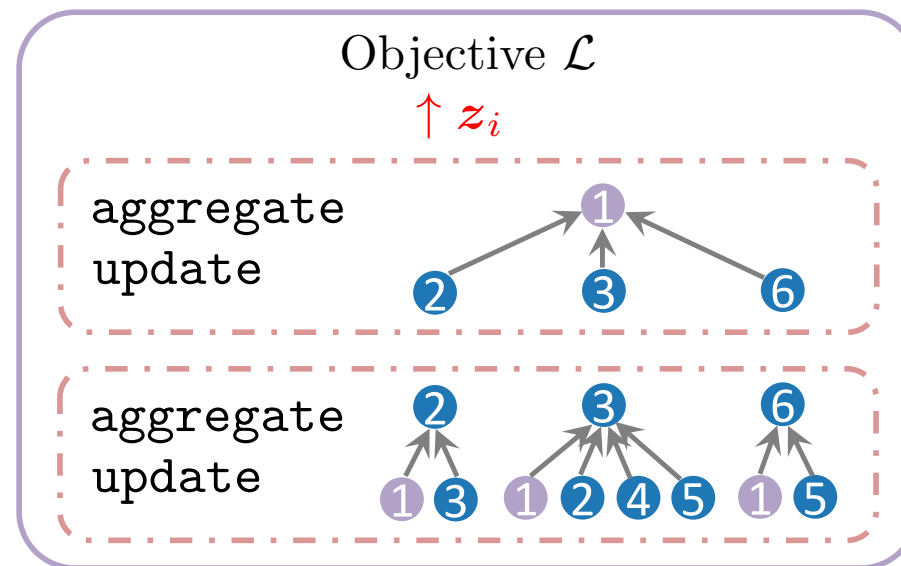 Objective ℒ
↑ z_i
aggregate
update
1
2 3 6
aggregate
update
2 3 6
1 3 1 2 4 5 1 5